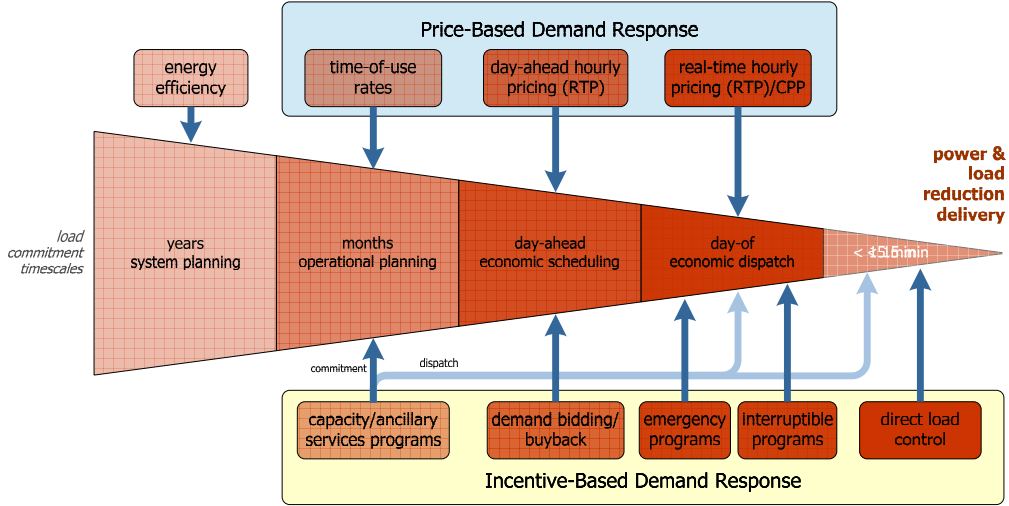 Price-Based Demand Response
energy
efficiency
time-of-use
rates
day-ahead hourly
pricing (RTP)
real-time hourly
pricing (RTP)/CPP
power &
load
reduction
delivery
load
commitment
timescales
years
system planning
months
operational planning
day-ahead
economic scheduling
day-of
economic dispatch
< 15 min
commitment
dispatch
capacity/ancillary
services programs
demand bidding/
buyback
emergency
programs
interruptible
programs
direct load
control
Incentive-Based Demand Response